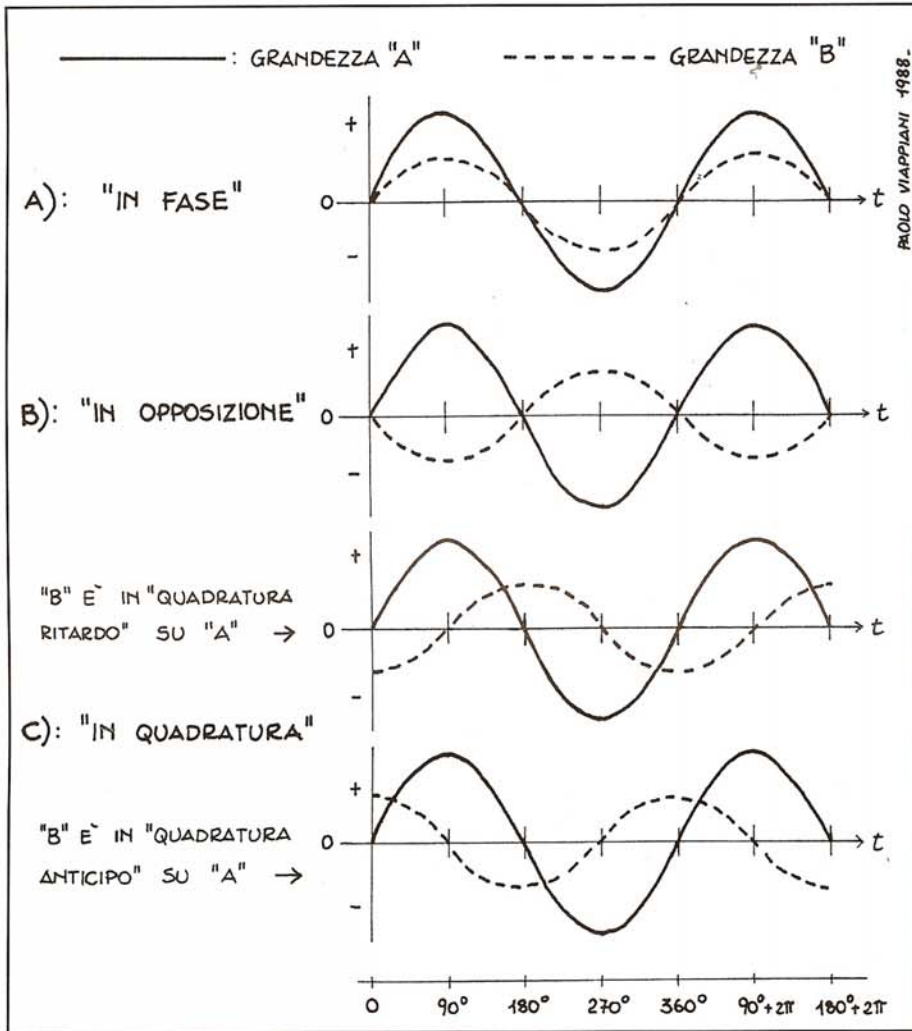 : GRANDEZZA "A"
GRANDEZZA "B"
PAOLO VIAPPIANI 1988.
A): "IN FASE"
+
0
-
t
B): "IN OPPOSIZIONE"
+
0
-
t
"B" E` IN "QUADRATURA
RITARDO" SU "A" →
+
0
-
t
C): "IN QUADRATURA"
"B" E` IN "QUADRATURA
ANTICIPO" SU "A" →
+
0
-
t
0 90° 180° 270° 360° 90°+2π 180°+2π